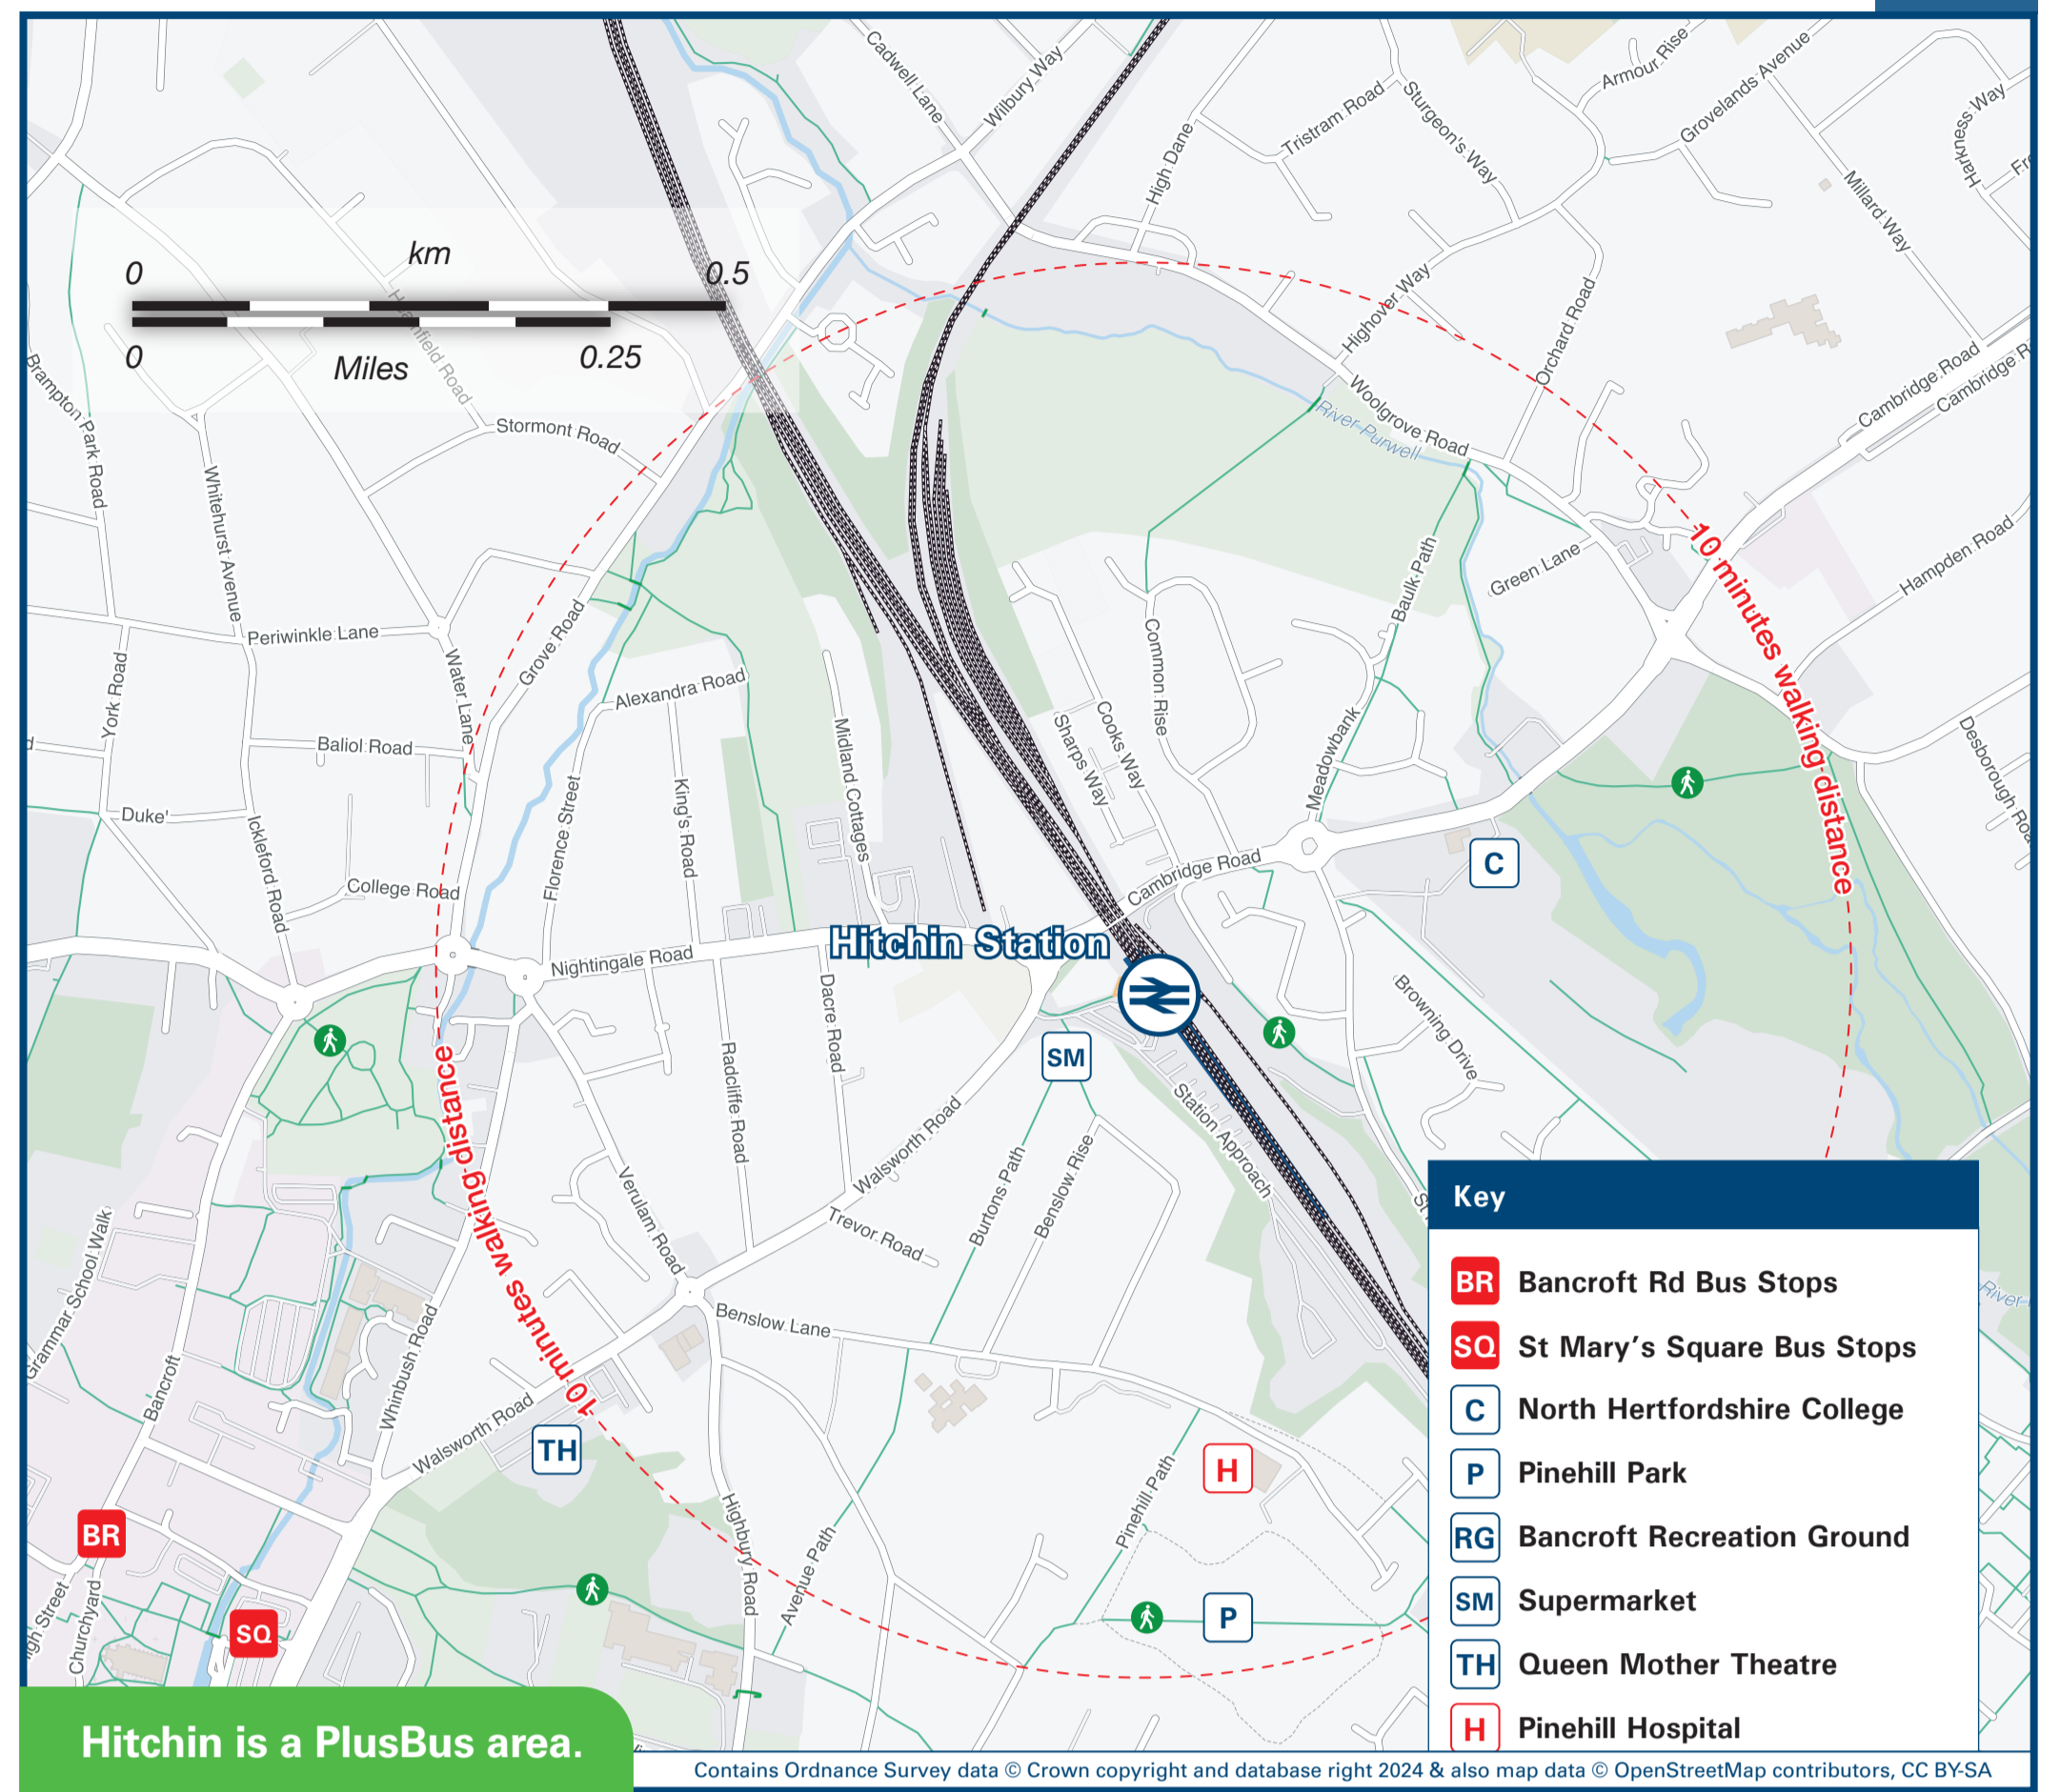 Cadwell Lane
Wilbury Way
High Dane
Tristram Road
Sturgeon's Way
Armour Rise
Grovelands Avenue
Harkness Way
Millard Way
km
0
0.5
0
Miles
0.25
Highover Way
Orchard Road
Woolgrove Road
River Purwell
Cambridge Road
Cambridge R
Brampton Park Road
Stormont Road
Whitehurst Avenue
Periwinkle Lane
York Road
Water Lane
Grove Road
Alexandra Road
Baliol Road
Duke'
Ickleford Road
College Road
Florence Street
King's Road
Midland Cottages
Sharps Way
Cooks Way
Common Rise
Meadowbank
Baulk Path
Green Lane
Hampden Road
Desborough Roa
10 minutes walking distance
C
Cambridge Road
Hitchin Station
Nightingale Road
Dacre Road
Radcliffe Road
SM
Browning Drive
Station Approach
Walsworth Road
Trevor Road
Burtons Path
Benslow Rise
Verulam Road
10 minutes walking distance
Grammar School Walk
Bancroft
Whinbush Road
Benslow Lane
Walsworth Road
TH
H
Highbury Road
Avenue Path
Pinehill Path
P
BR
SQ
Churchyard
River
Key
BR Bancroft Rd Bus Stops
SQ St Mary's Square Bus Stops
C North Hertfordshire College
P Pinehill Park
RG Bancroft Recreation Ground
SM Supermarket
TH Queen Mother Theatre
H Pinehill Hospital
Hitchin is a PlusBus area.
Contains Ordnance Survey data © Crown copyright and database right 2024 & also map data © OpenStreetMap contributors, CC BY-SA